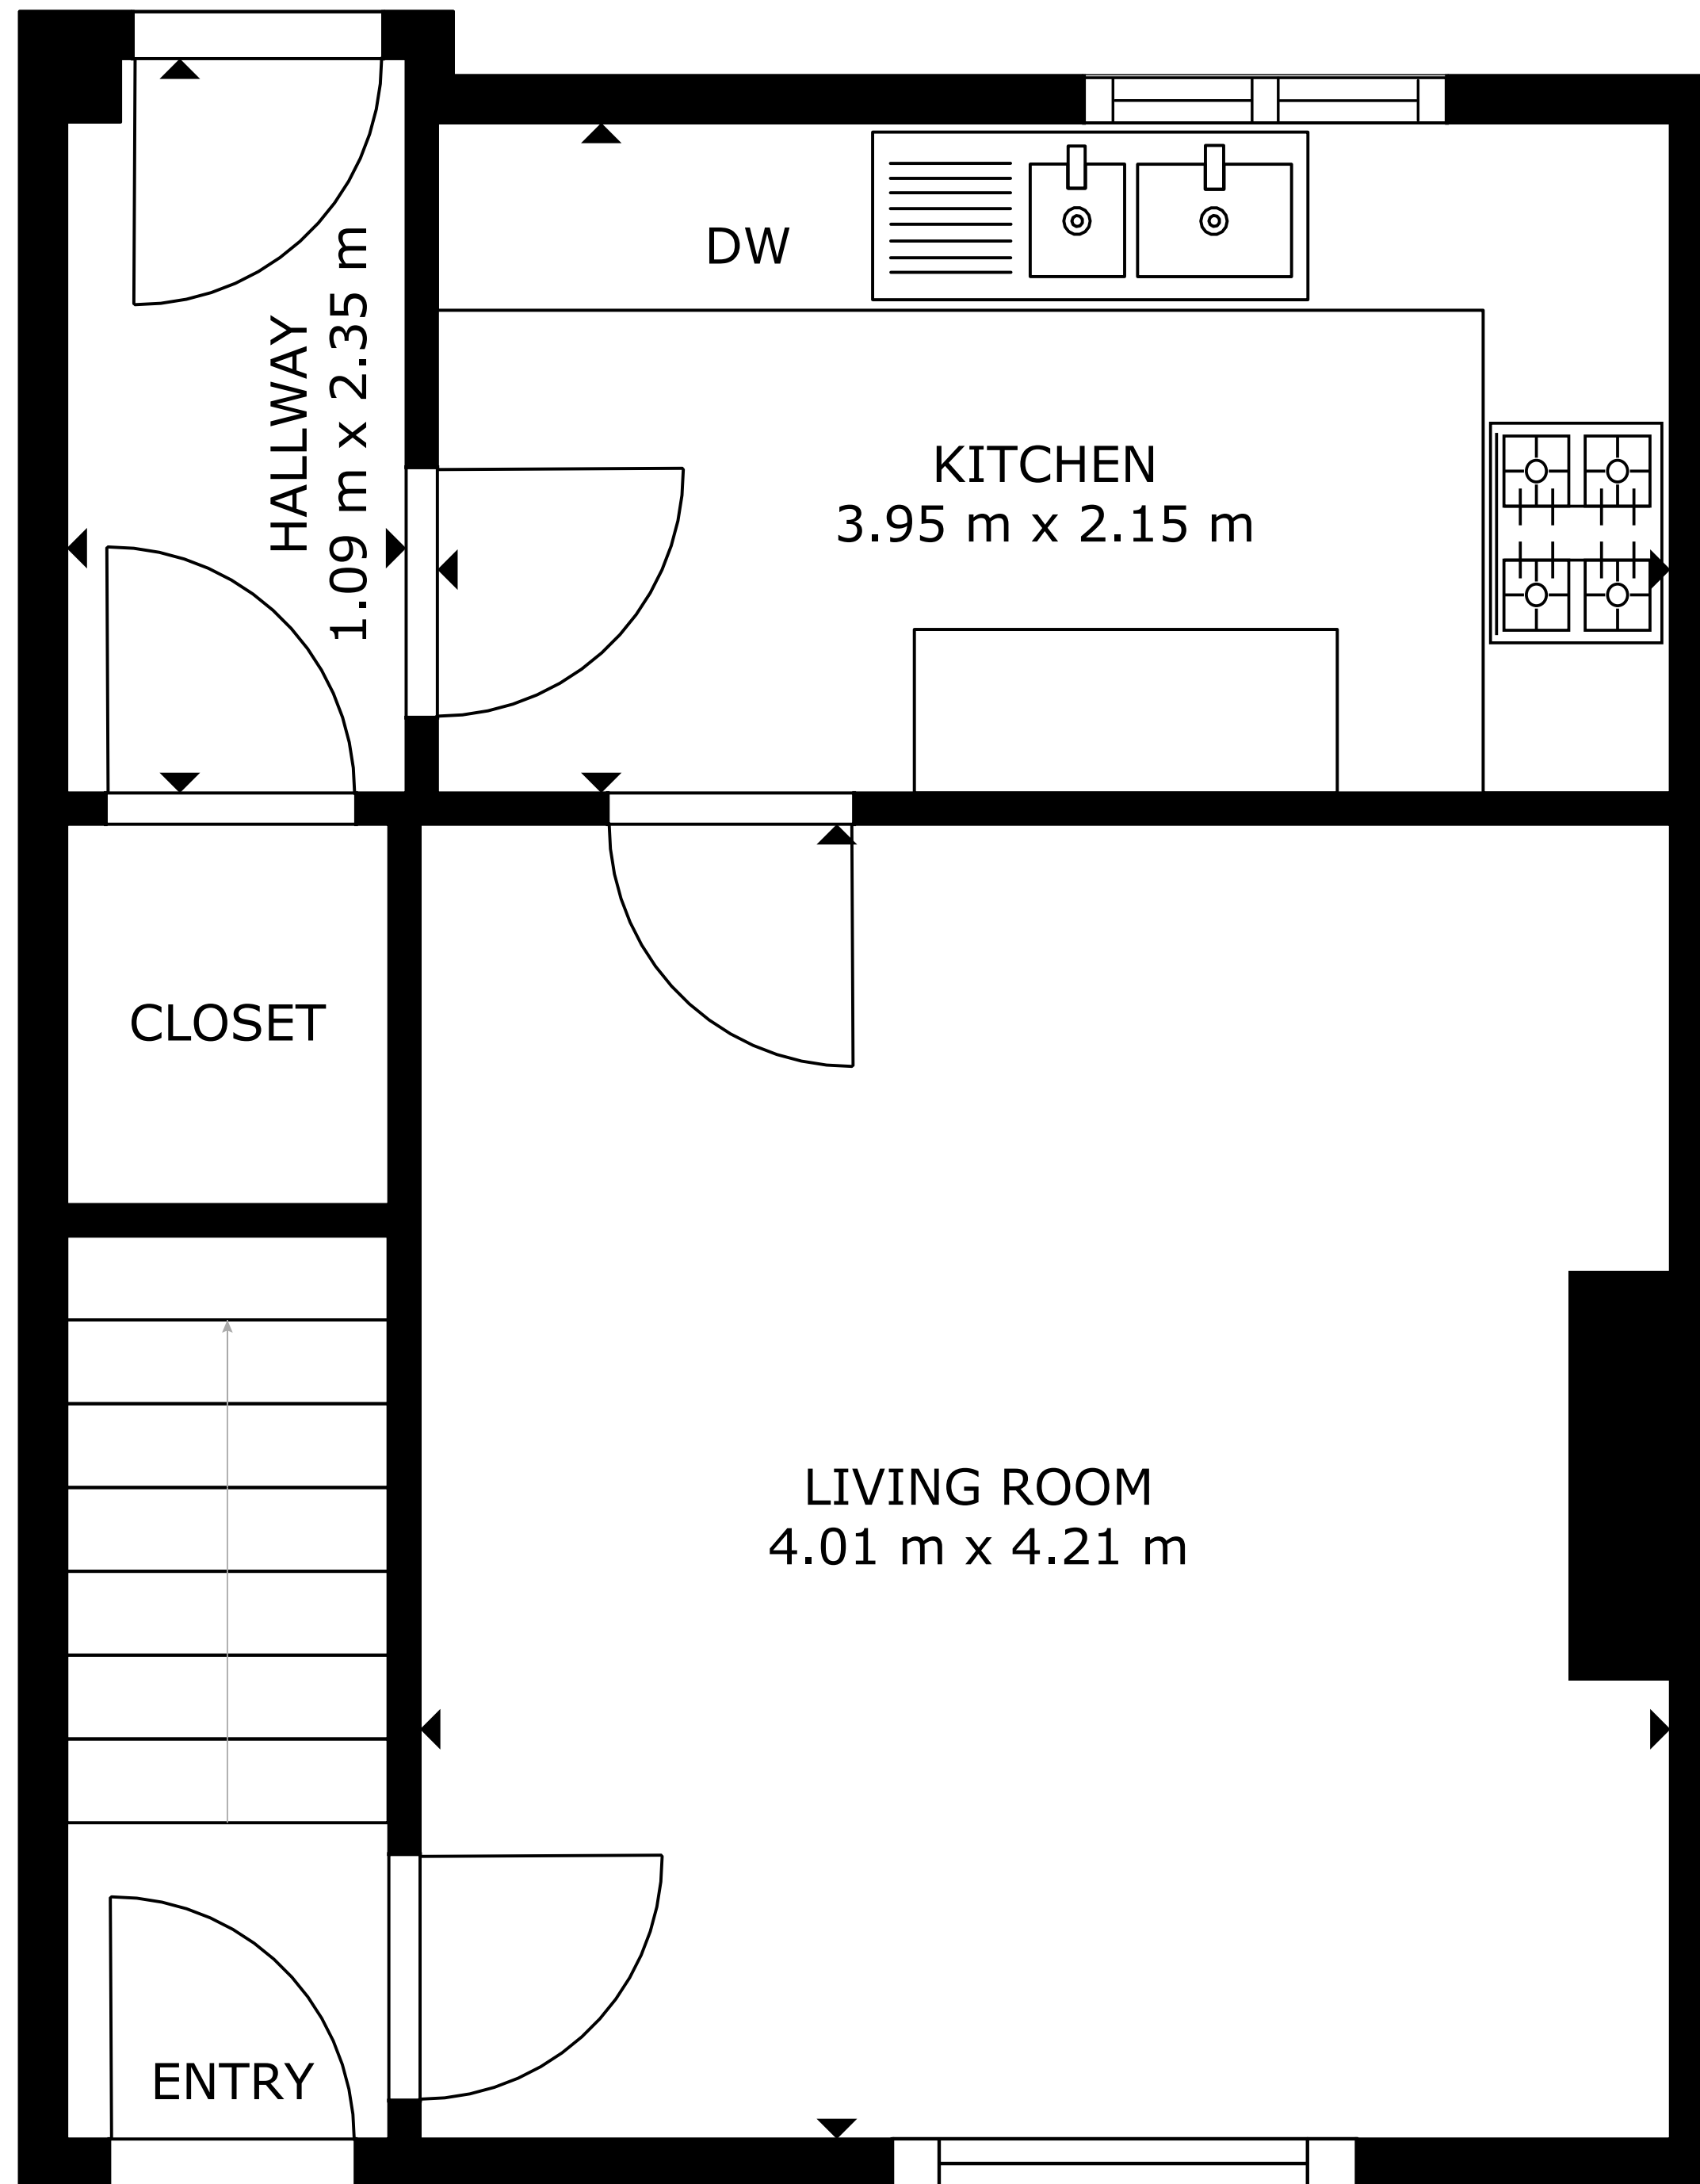 HALLWAY
1.09 m x 2.35 m
DW
KITCHEN
3.95 m x 2.15 m
CLOSET
LIVING ROOM
4.01 m x 4.21 m
ENTRY